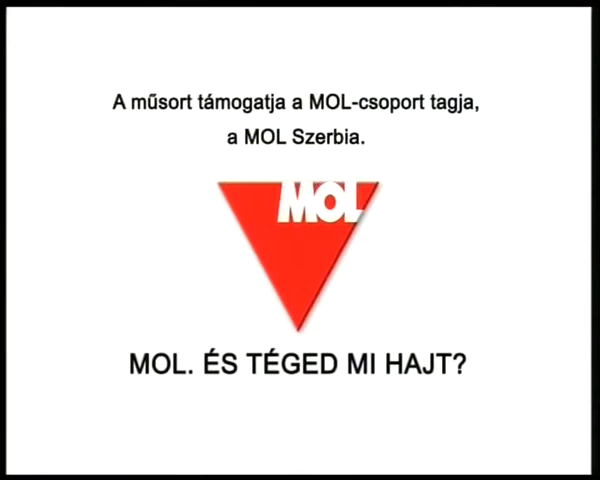 A műsort támogatja a MOL-csoport tagja,
a MOL Szerbia.
MOL
MOL. ÉS TÉGED MI HAJT?